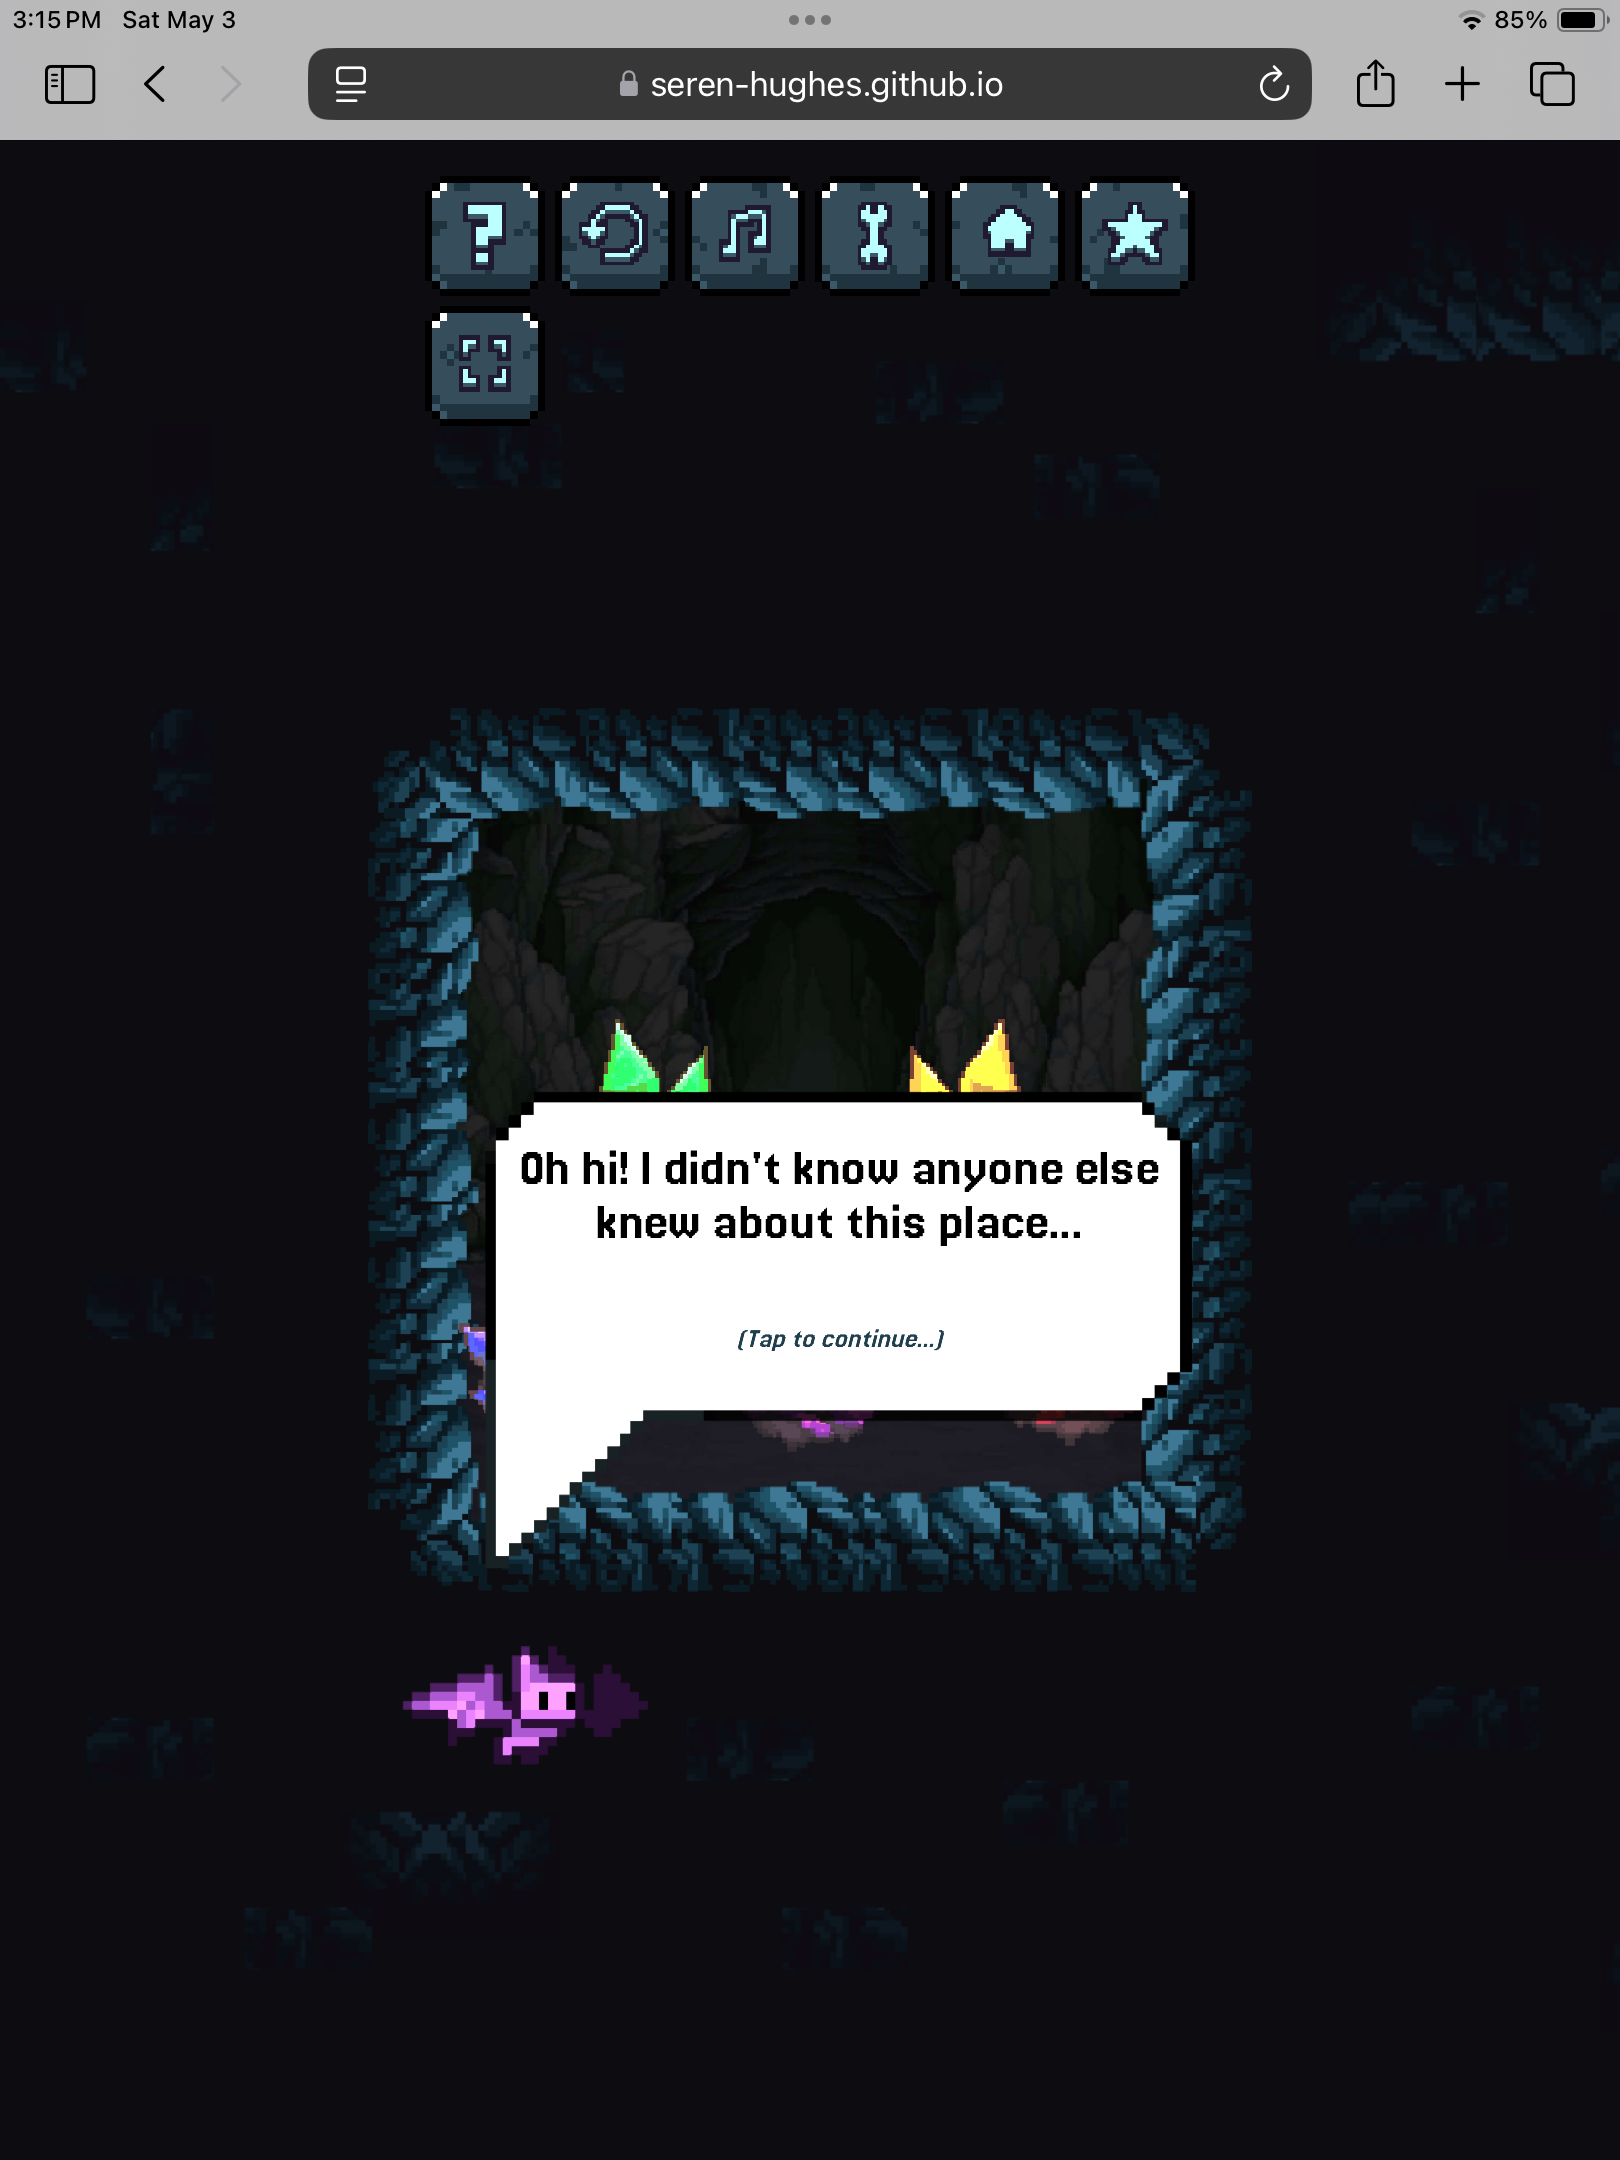 3:15 PM Sat May 3
85%
seren-hughes.github.io
?
Oh hi! I didn't know anyone else
knew about this place...
(Tap to continue...)